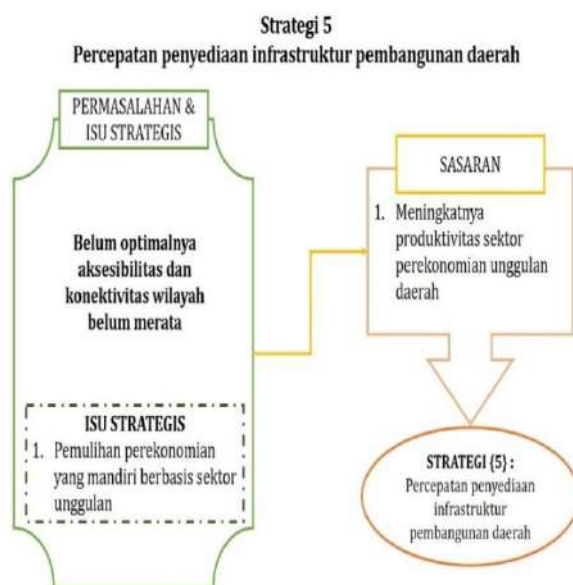 Strategi 5
Percepatan penyediaan infrastruktur pembangunan daerah
PERMASALAHAN &
ISU STRATEGIS
Belum optimalnya
aksesibilitas dan
konektivitas wilayah
belum merata
ISU STRATEGIS
1. Pemulihan perekonomian
yang mandiri berbasis sektor
unggulan
SASARAN
1. Meningkatnya
produktivitas sektor
perekonomian unggulan
daerah
STRATEGI {5} :
Percepatan penyediaan
infrastruktur
pembangunan daerah